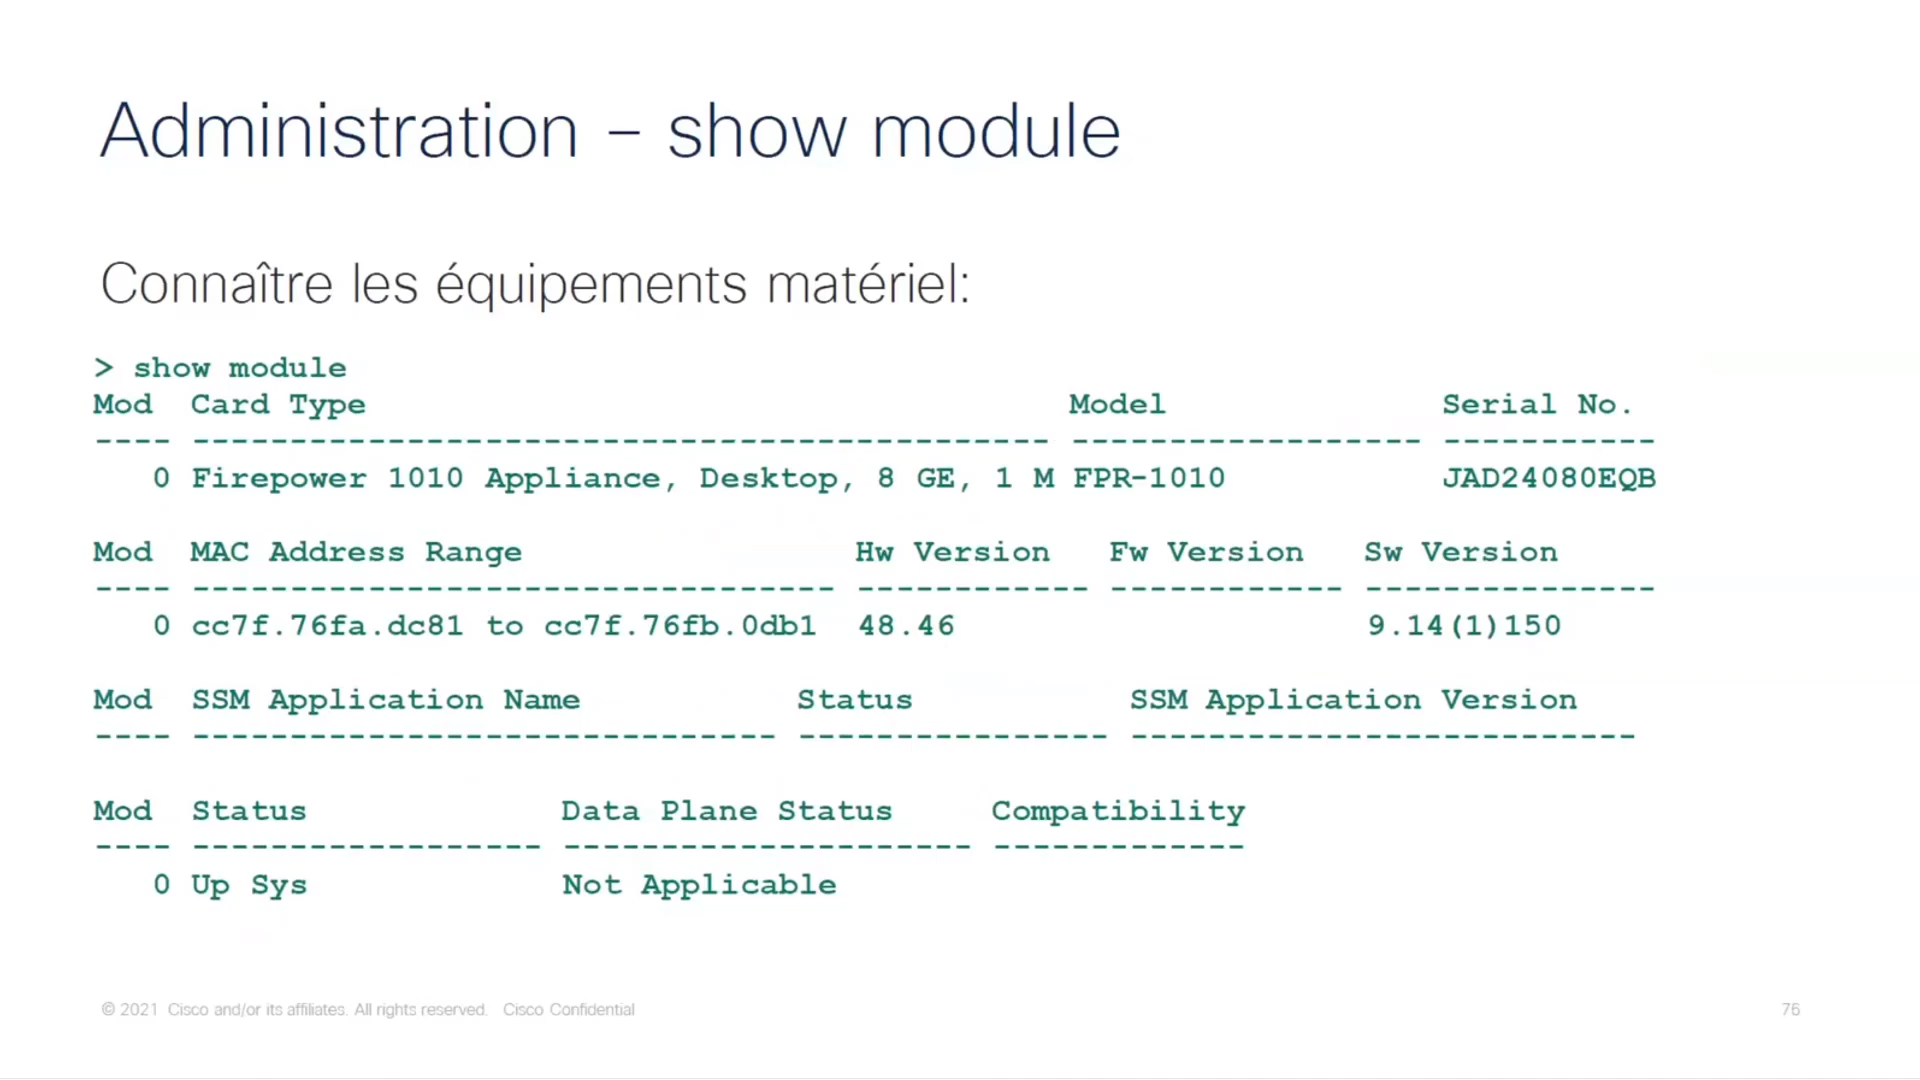 Administration – show module
Connaître les équipements matériel:
> show module
Mod  Card Type                                    Model              Serial No.
---- -------------------------------------------- ------------------ -----------
   0 Firepower 1010 Appliance, Desktop, 8 GE, 1 M FPR-1010           JAD24080EQB
Mod  MAC Address Range                 Hw Version   Fw Version   Sw Version
---- --------------------------------- ------------ ------------ ---------------
   0 cc7f.76fa.dc81 to cc7f.76fb.0db1  48.46                     9.14(1)150
Mod  SSM Application Name           Status           SSM Application Version
---- ------------------------------ ---------------- --------------------------
Mod  Status             Data Plane Status     Compatibility
---- ------------------ --------------------- -------------
   0 Up Sys             Not Applicable
© 2021 Cisco and/or its affiliates. All rights reserved. Cisco Confidential
76